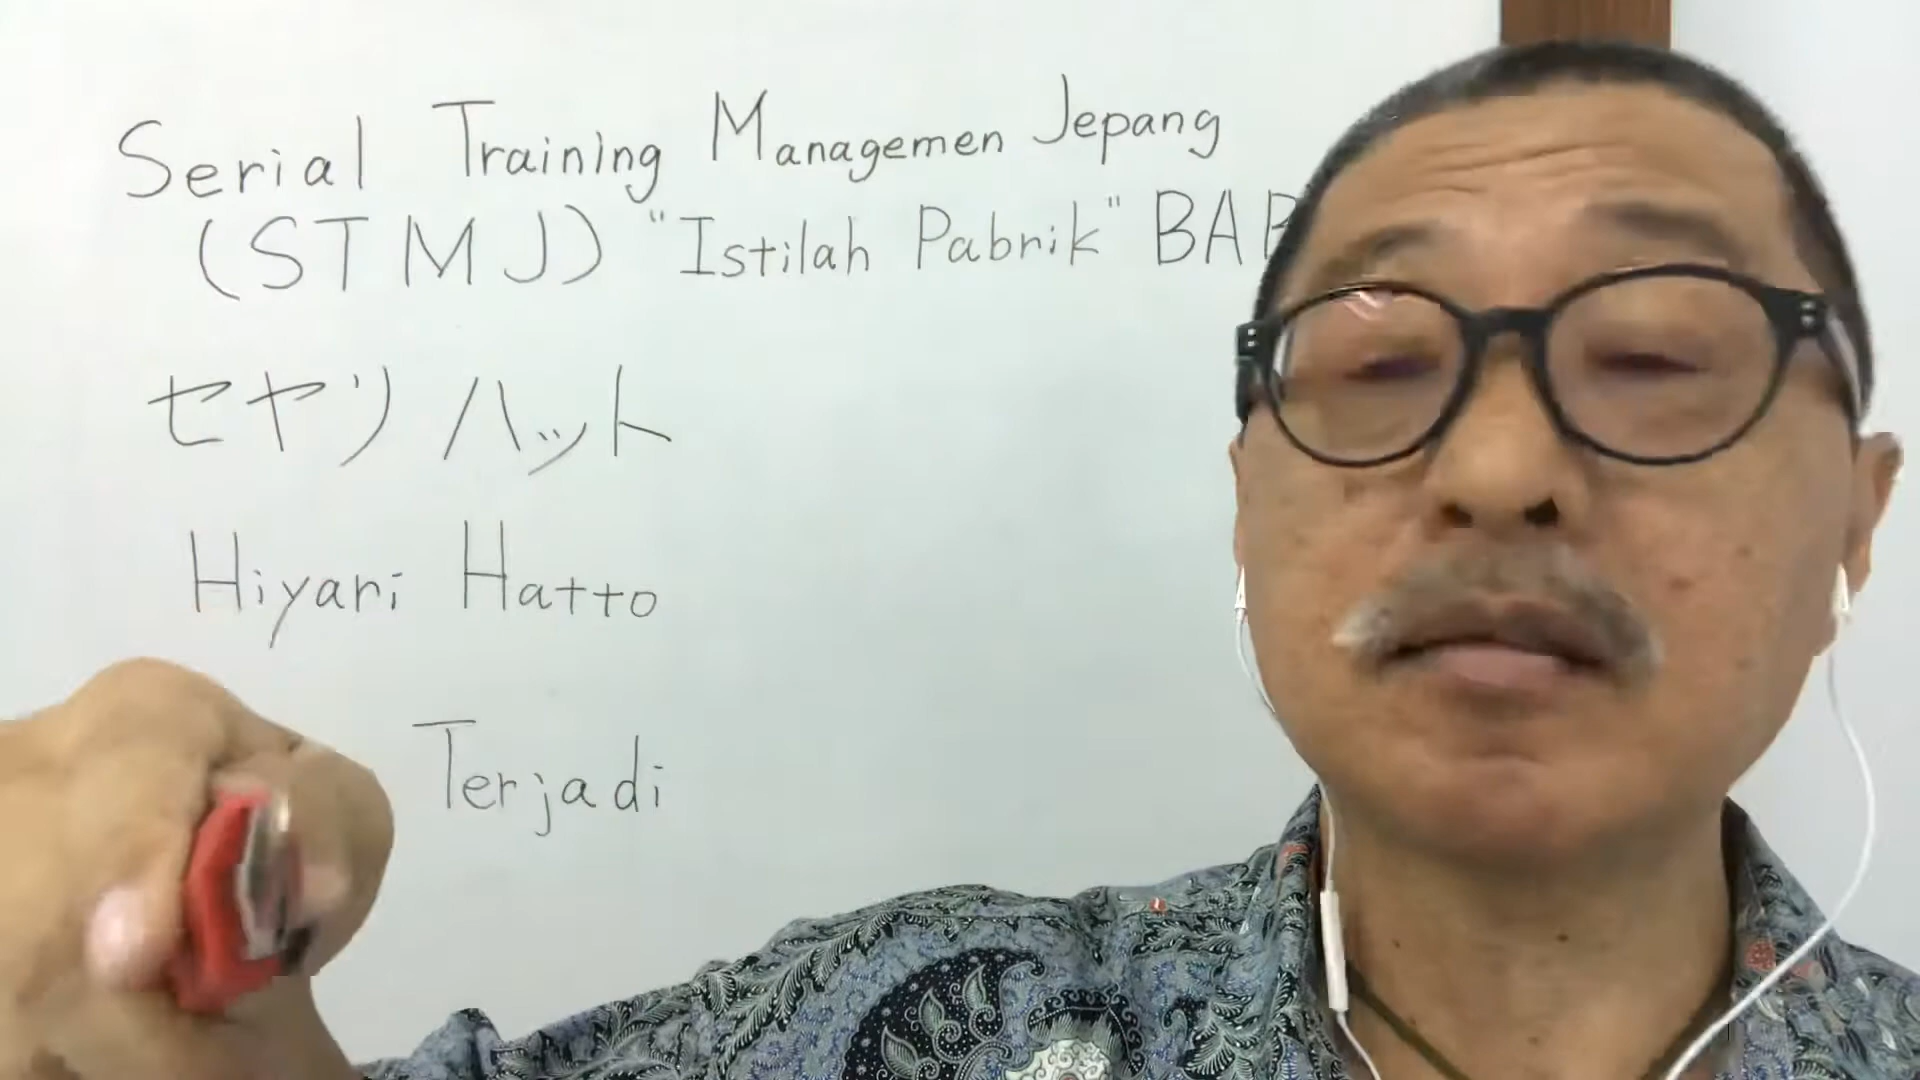 Serial Training Managemen Jepang
(STMJ) "Istilah Pabrik" BAB
セヤリ ハット
Hiyari Hatto
Terjadi